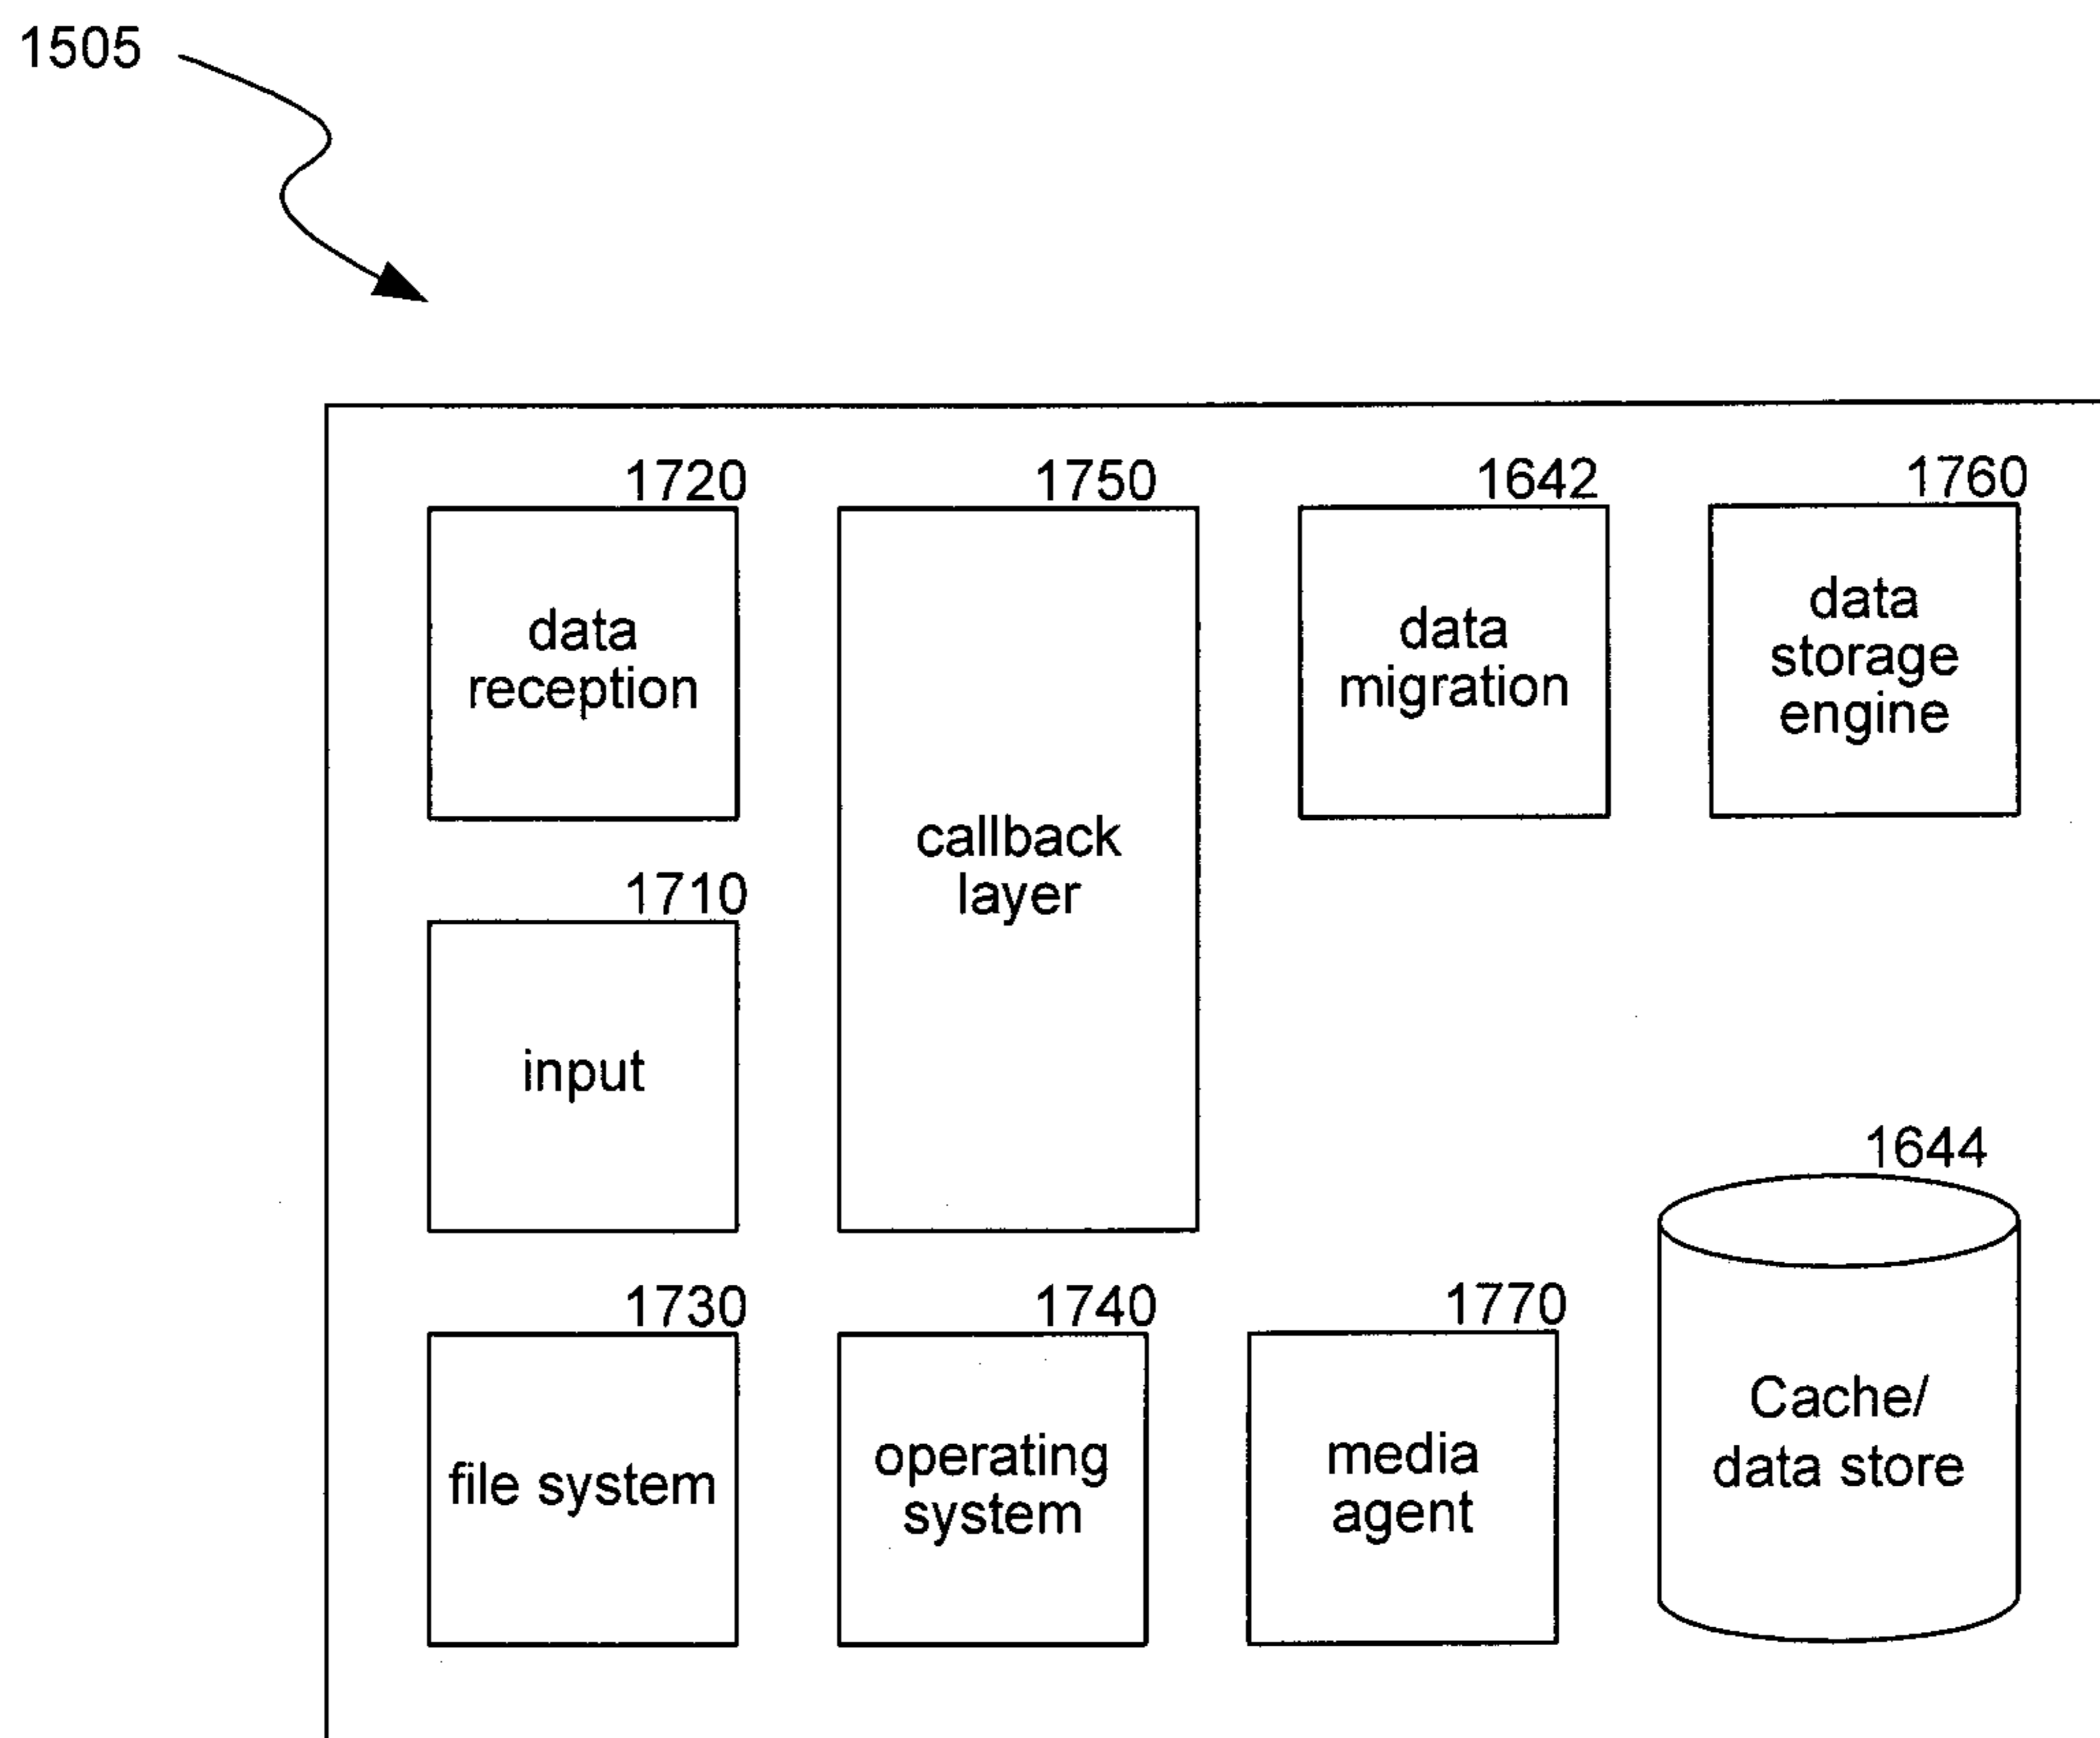 1505
1720
data
reception
1750
callback
layer
1642
data
migration
1760
data
storage
engine
1710
input
1644
Cache/
data store
1730
file system
1740
operating
system
1770
media
agent